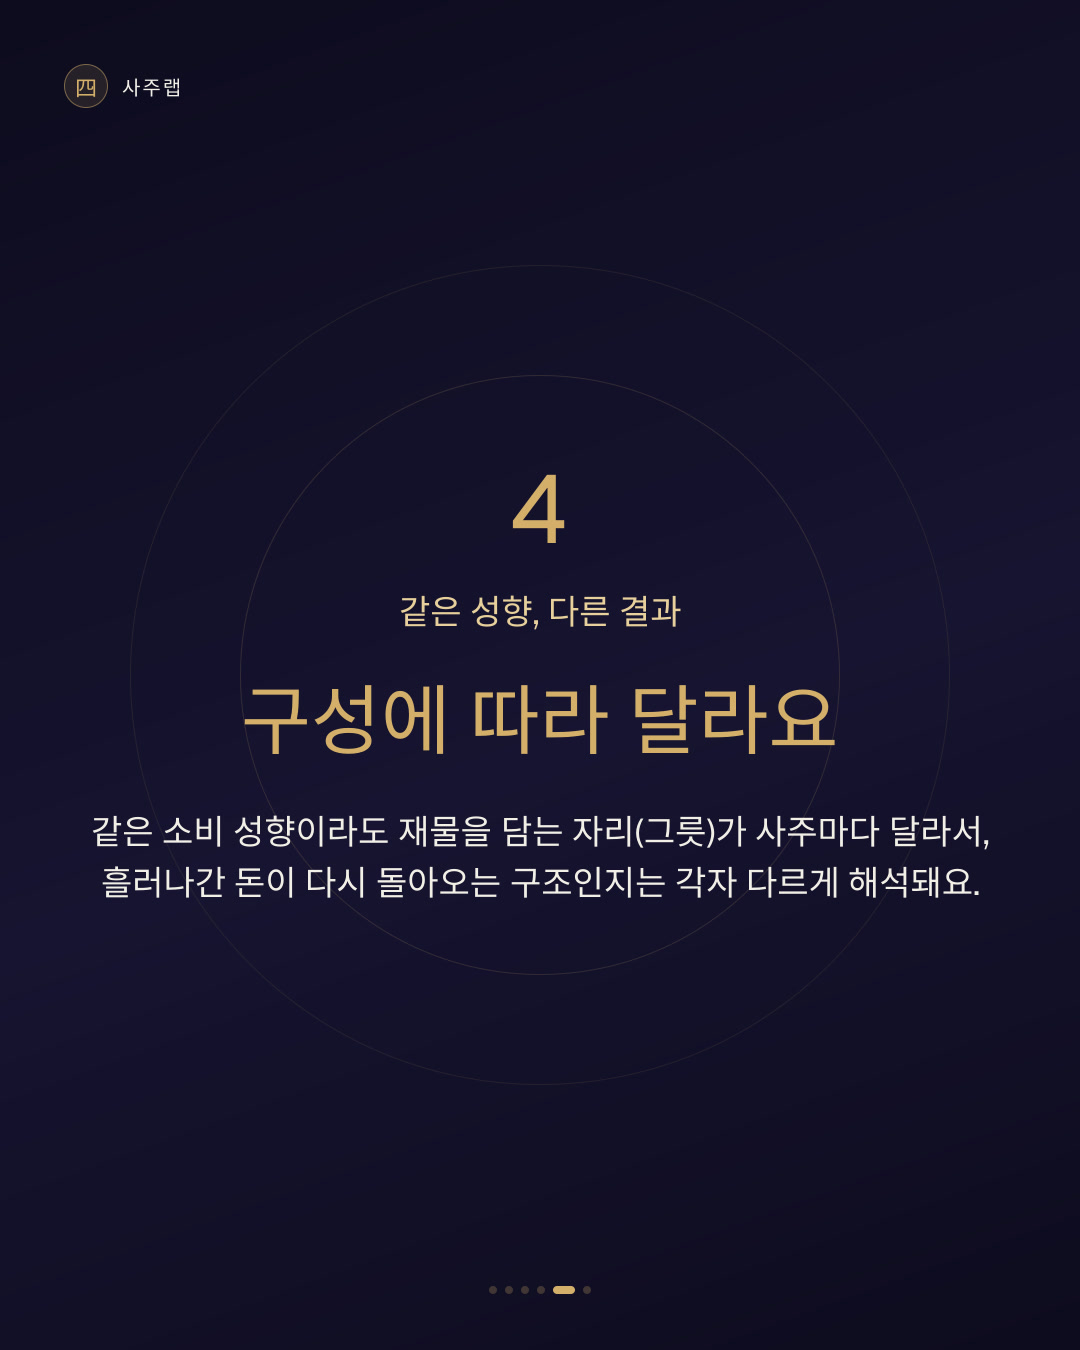 四 사주랩
4
같은 성향, 다른 결과
구성에 따라 달라요
같은 소비 성향이라도 재물을 담는 자리(그릇)가 사주마다 달라서,
흘러나간 돈이 다시 돌아오는 구조인지는 각자 다르게 해석돼요.